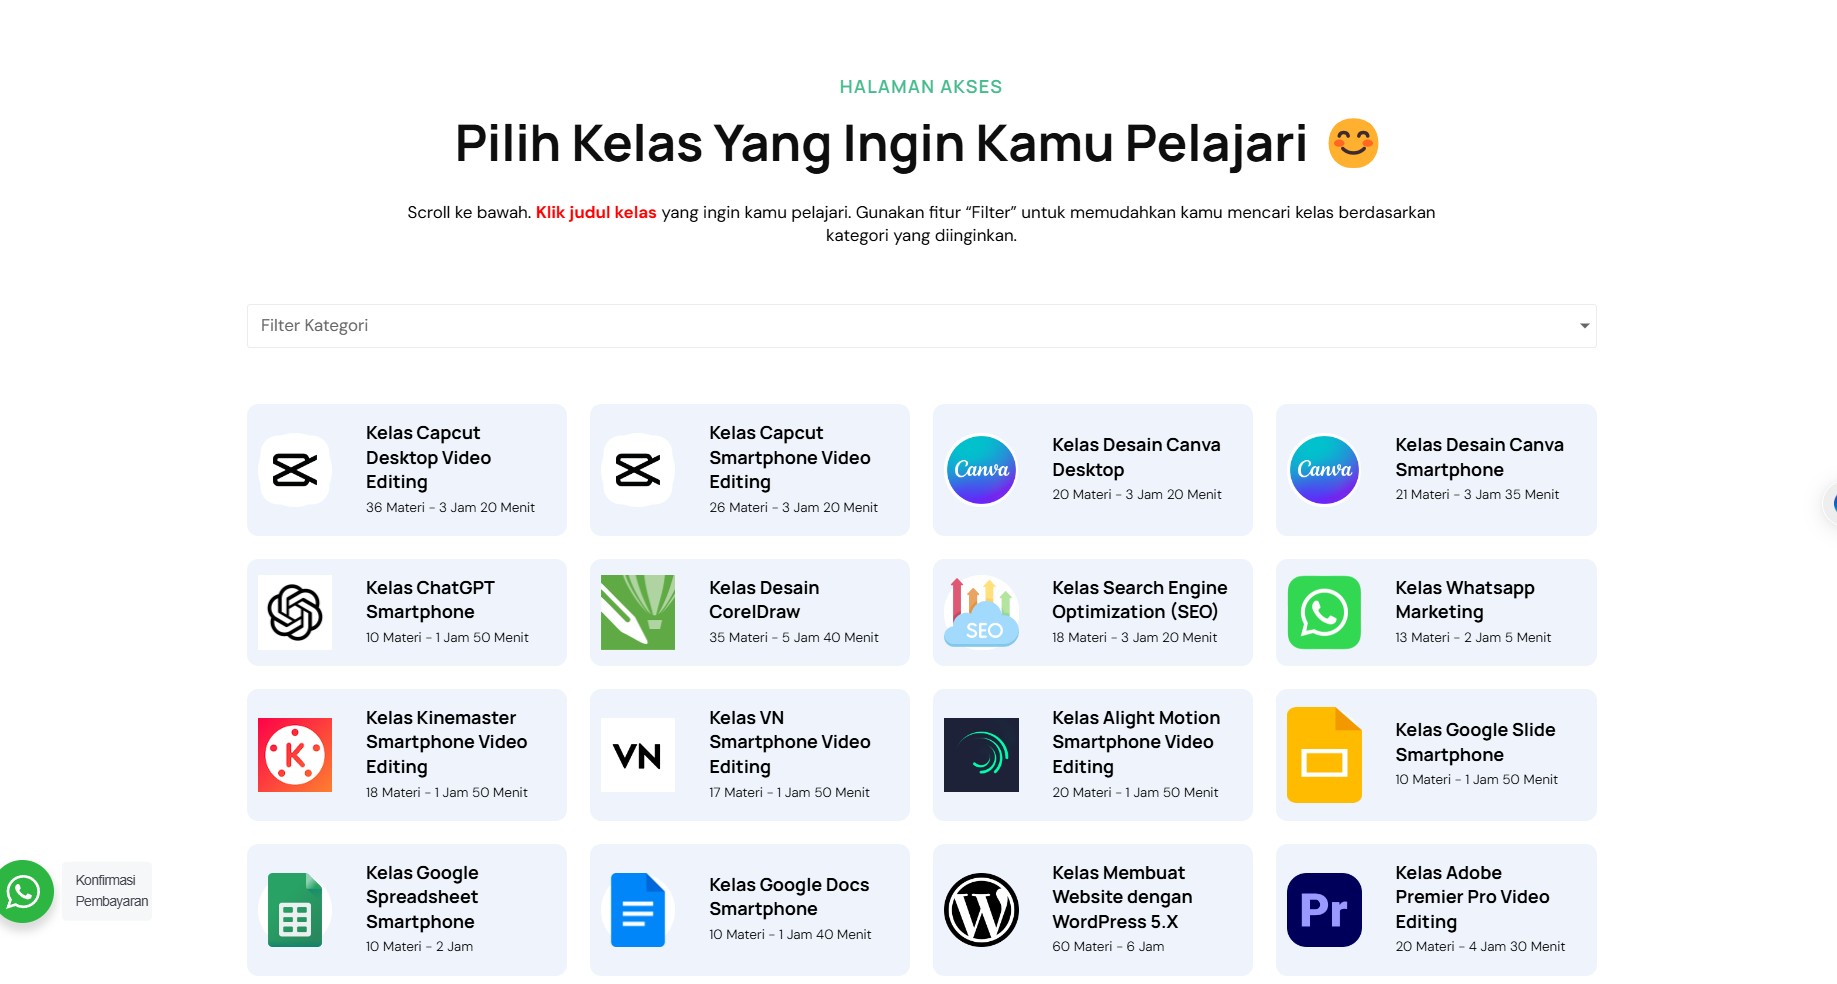 HALAMAN AKSES
Pilih Kelas Yang Ingin Kamu Pelajari 😊
Scroll ke bawah. Klik judul kelas yang ingin kamu pelajari. Gunakan fitur “Filter” untuk memudahkan kamu mencari kelas berdasarkan
kategori yang diinginkan.
Filter Kategori
Kelas Capcut
Desktop Video
Editing
36 Materi - 3 Jam 20 Menit
Kelas Capcut
Smartphone Video
Editing
26 Materi - 3 Jam 20 Menit
Canva
Kelas Desain Canva
Desktop
20 Materi - 3 Jam 20 Menit
Canva
Kelas Desain Canva
Smartphone
21 Materi - 3 Jam 35 Menit
Kelas ChatGPT
Smartphone
10 Materi - 1 Jam 50 Menit
Kelas Desain
CorelDraw
35 Materi - 5 Jam 40 Menit
SEO
Kelas Search Engine
Optimization (SEO)
18 Materi - 3 Jam 20 Menit
Kelas Whatsapp
Marketing
13 Materi - 2 Jam 5 Menit
K
Kelas Kinemaster
Smartphone Video
Editing
18 Materi - 1 Jam 50 Menit
VN
Kelas VN
Smartphone Video
Editing
17 Materi - 1 Jam 50 Menit
Kelas Alight Motion
Smartphone Video
Editing
20 Materi - 1 Jam 50 Menit
Kelas Google Slide
Smartphone
10 Materi - 1 Jam 50 Menit
Kelas Google
Spreadsheet
Smartphone
10 Materi - 2 Jam
Kelas Google Docs
Smartphone
10 Materi - 1 Jam 40 Menit
W
Kelas Membuat
Website dengan
WordPress 5.X
60 Materi - 6 Jam
Pr
Kelas Adobe
Premier Pro Video
Editing
20 Materi - 4 Jam 30 Menit
Konfirmasi
Pembayaran